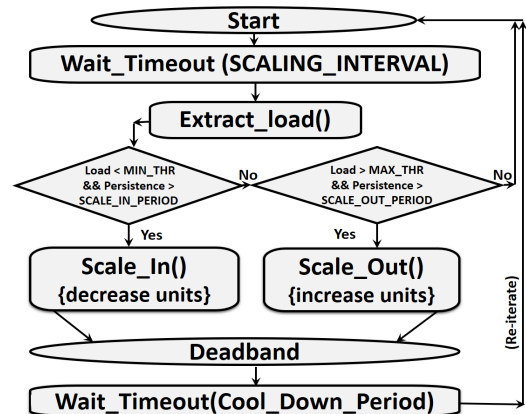 Start
Wait_Timeout (SCALING_INTERVAL)
Extract_load()
Load < MIN_THR
&& Persistence >
SCALE_IN_PERIOD
No
Load > MAX_THR
&& Persistence >
SCALE_OUT_PERIOD
No
Yes
Yes
Scale_In()
{decrease units}
Scale_Out()
{increase units}
(Re-iterate)
Deadband
Wait_Timeout(Cool_Down_Period)